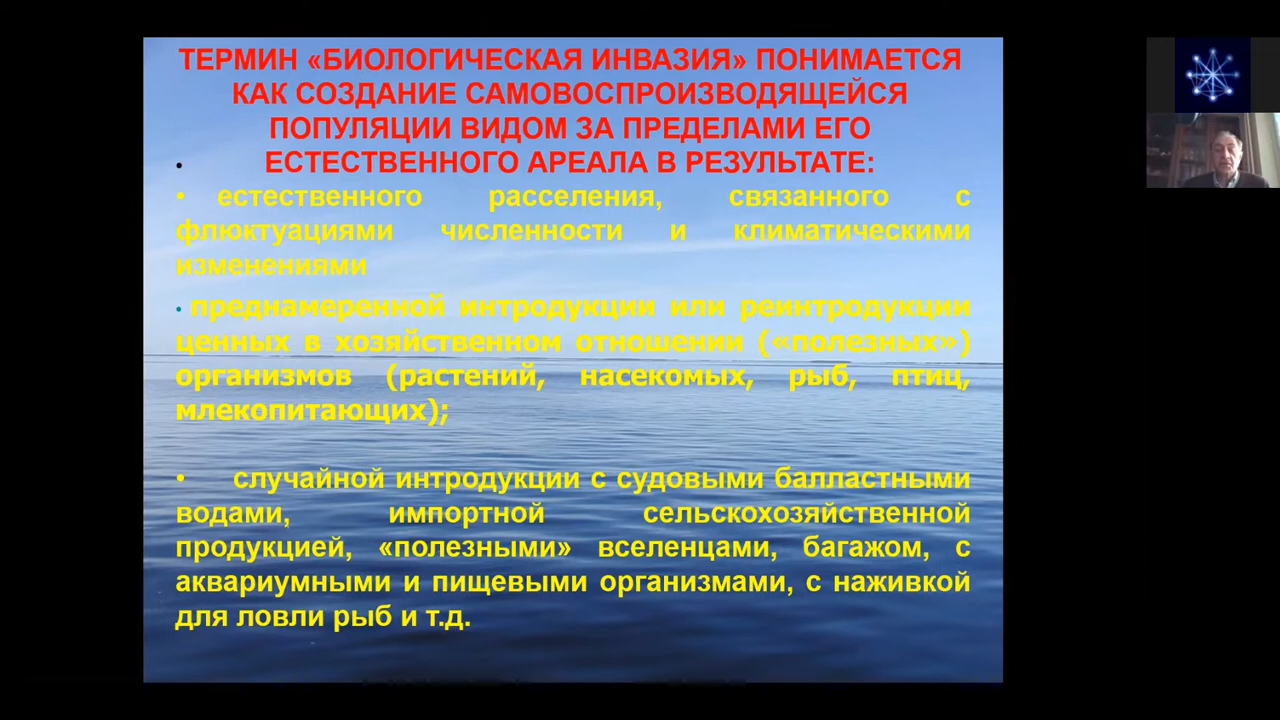 ТЕРМИН «БИОЛОГИЧЕСКАЯ ИНВАЗИЯ» ПОНИМАЕТСЯ
КАК СОЗДАНИЕ САМОВОСПРОИЗВОДЯЩЕЙСЯ
ПОПУЛЯЦИИ ВИДОМ ЗА ПРЕДЕЛАМИ ЕГО
• ЕСТЕСТВЕННОГО АРЕАЛА В РЕЗУЛЬТАТЕ:
• естественного расселения, связанного с
флюктуациями численности и климатическими
изменениями
• преднамеренной интродукции или реинтродукции
ценных в хозяйственном отношении («полезных»)
организмов (растений, насекомых, рыб, птиц,
млекопитающих);
• случайной интродукции с судовыми балластными
водами, импортной сельскохозяйственной
продукцией, «полезными» вселенцами, багажом, с
аквариумными и пищевыми организмами, с наживкой
для ловли рыб и т.д.